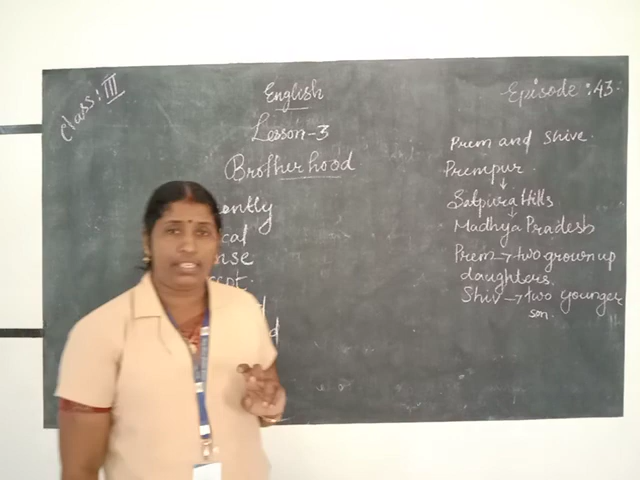 Class: III
English
Episode: 43.
Lesson-3
Brotherhood
Prem and Shive.
Prempur
↓
Satpura Hills
↓
Madhya Pradesh
Prem → two grown up
daughters.
Shiv → two younger
son.